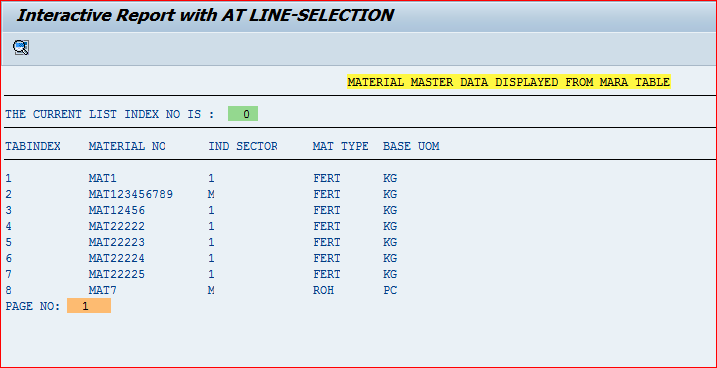 Interactive Report with AT LINE-SELECTION
MATERIAL MASTER DATA DISPLAYED FROM MARA TABLE
THE CURRENT LIST INDEX NO IS : 0
TABINDEX MATERIAL NO IND SECTOR MAT TYPE BASE UOM
1 MAT1 1 FERT KG
2 MAT123456789 M FERT KG
3 MAT12456 1 FERT KG
4 MAT22222 1 FERT KG
5 MAT22223 1 FERT KG
6 MAT22224 1 FERT KG
7 MAT22225 1 FERT KG
8 MAT7 M ROH PC
PAGE NO: 1